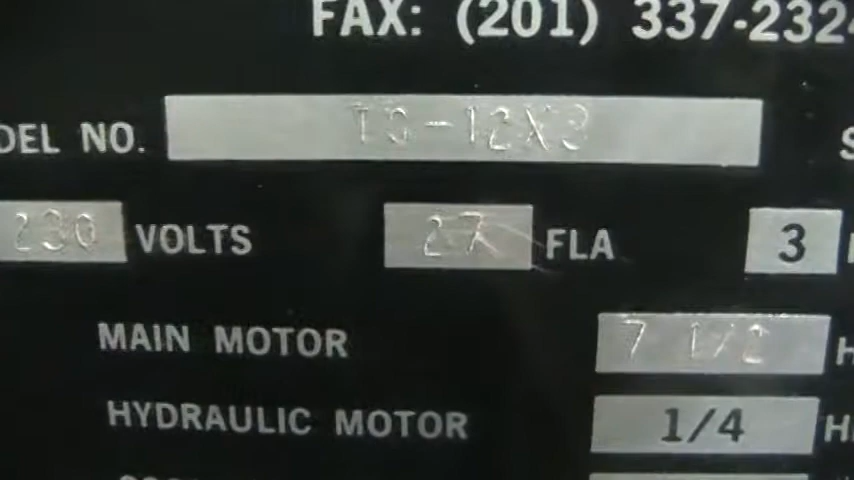 FAX: (201) 337-232
DEL NO. TC-12X3
230 VOLTS 27 FLA 3
MAIN MOTOR 7 1/2 H
HYDRAULIC MOTOR 1/4 H